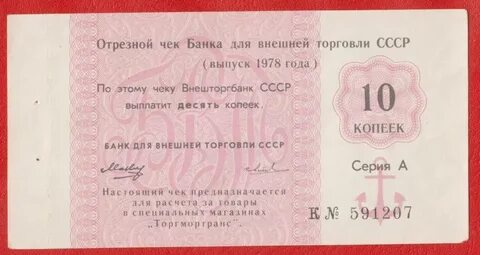 Отрезной чек Банка для внешней торговли СССР
(выпуск 1978 года)
По этому чеку Внешторгбанк СССР
выплатит десять копеек.
БАНК ДЛЯ ВНЕШНЕЙ ТОРГОВЛИ СССР
Настоящий чек предназначается
для расчета за товары
в специальных магазинах
„Торгмортранс".
10
КОПЕЕК
Серия А
К № 591207